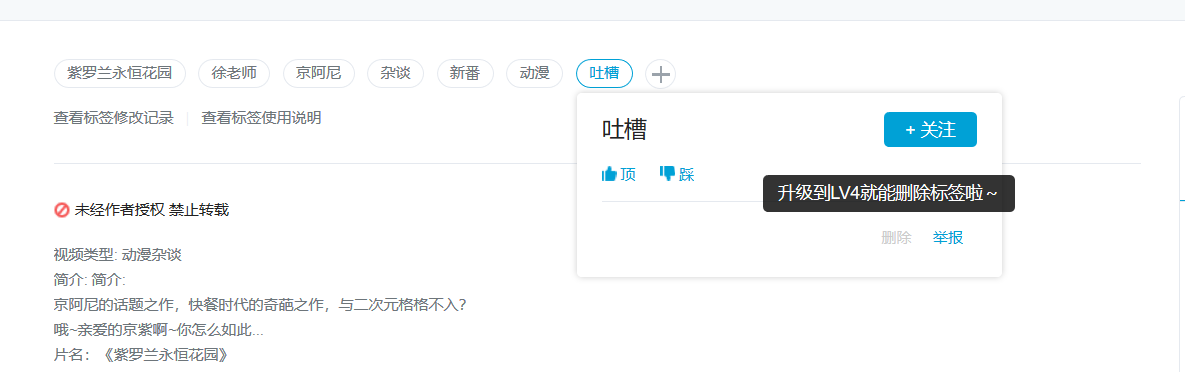 紫罗兰永恒花园 徐老师 京阿尼 杂谈 新番 动漫 吐槽
查看标签修改记录 查看标签使用说明
吐槽 + 关注
顶 踩
升级到LV4就能删除标签啦~
未经作者授权 禁止转载
删除 举报
视频类型: 动漫杂谈
简介: 简介:
京阿尼的话题之作，快餐时代的奇葩之作，与二次元格格不入？
哦~亲爱的京紫啊~你怎么如此...
片名：《紫罗兰永恒花园》